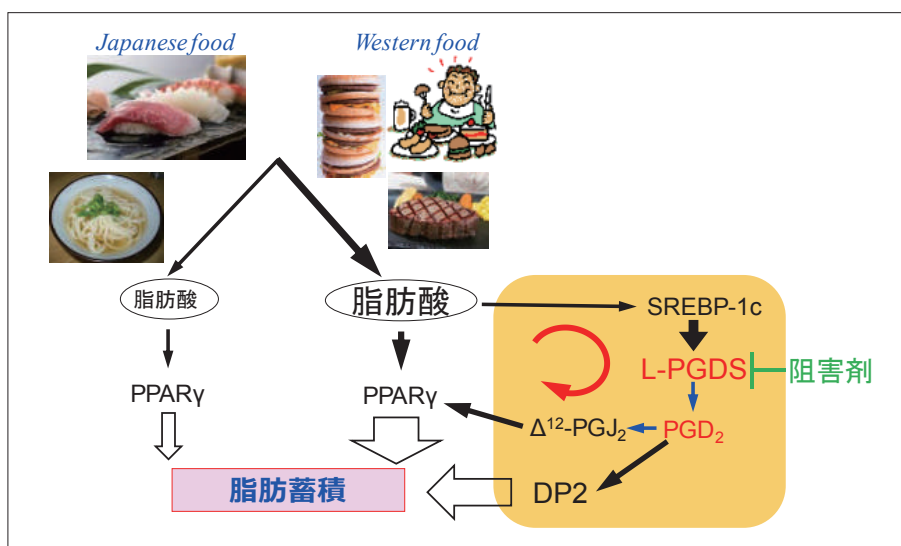 Japanese food
Western food
脂肪酸
脂肪酸
SREBP-1c
L-PGDS
阻害剤
PPARγ
PPARγ
Δ¹²-PGJ₂
PGD₂
脂肪蓄積
DP2